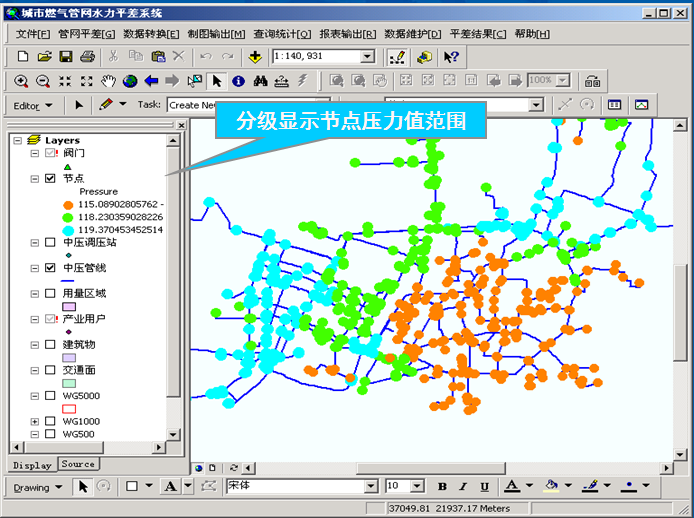 城市燃气管网水力平差系统
文件[F] 管网平差[G] 数据转换[E] 制图输出[M] 查询统计[Q] 报表输出[R] 数据维护[D] 平差结果[C] 帮助[H]
1:140,931
100%
Editor Task: Create New
分级显示节点压力值范围
Layers
阀门
节点
Pressure
115.08902805762 -
118.230359028226
119.370453452514
中压调压站
中压管线
用量区域
产业用户
建筑物
交通面
WG5000
WG1000
WG500
Display Source
Drawing A 宋体 10 B I U A
37049.81 21937.17 Meters